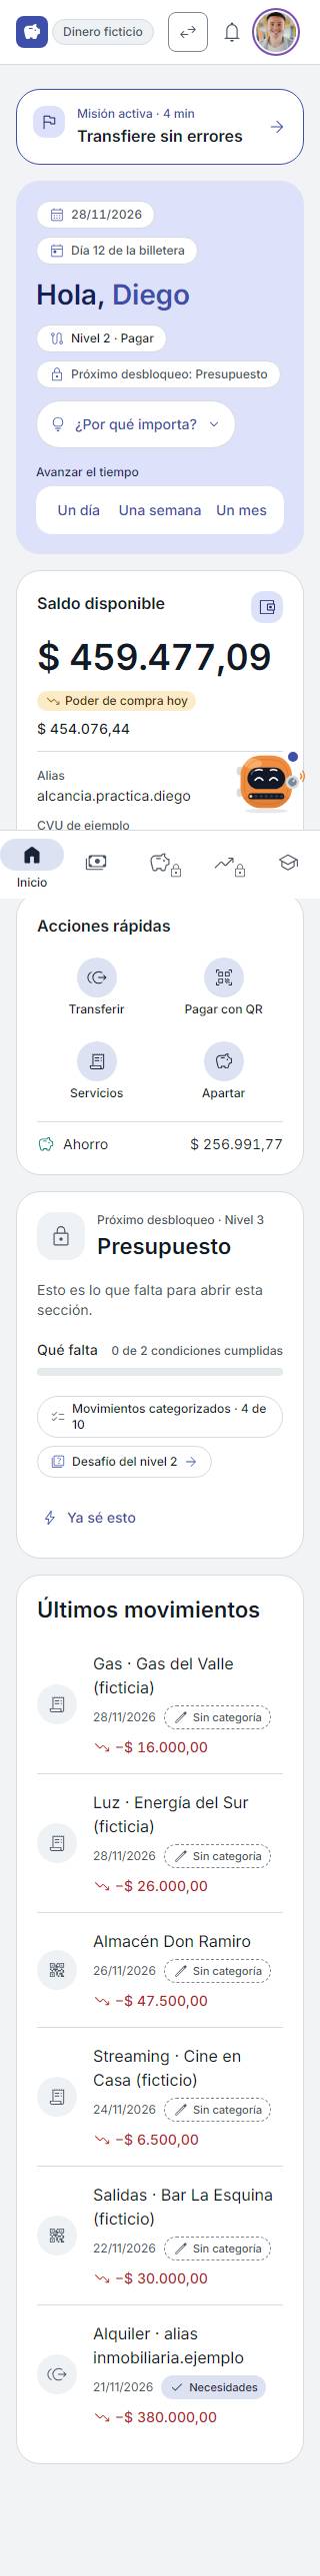 Dinero ficticio
Misión activa · 4 min
Transfiere sin errores
28/11/2026
Día 12 de la billetera
Hola, Diego
Nivel 2 · Pagar
Próximo desbloqueo: Presupuesto
¿Por qué importa?
Avanzar el tiempo
Un día Una semana Un mes
Saldo disponible
$ 459.477,09
Poder de compra hoy
$ 454.076,44
Alias
alcancia.practica.diego
CVU de ejemplo
Inicio
Acciones rápidas
Transferir Pagar con QR
Servicios Apartar
Ahorro $ 256.991,77
Próximo desbloqueo · Nivel 3
Presupuesto
Esto es lo que falta para abrir esta
sección.
Qué falta 0 de 2 condiciones cumplidas
Movimientos categorizados · 4 de
10
Desafío del nivel 2
Ya sé esto
Últimos movimientos
Gas · Gas del Valle
(ficticia)
28/11/2026 Sin categoría
−$ 16.000,00
Luz · Energía del Sur
(ficticia)
28/11/2026 Sin categoría
−$ 26.000,00
Almacén Don Ramiro
26/11/2026 Sin categoría
−$ 47.500,00
Streaming · Cine en
Casa (ficticio)
24/11/2026 Sin categoría
−$ 6.500,00
Salidas · Bar La Esquina
(ficticio)
22/11/2026 Sin categoría
−$ 30.000,00
Alquiler · alias
inmobiliaria.ejemplo
21/11/2026 Necesidades
−$ 380.000,00